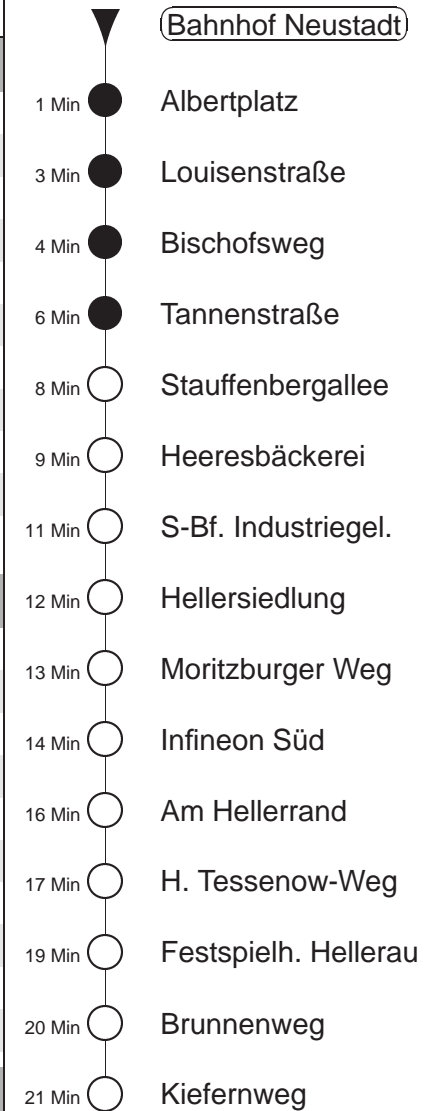 Bahnhof Neustadt
1 Min Albertplatz
3 Min Louisenstraße
4 Min Bischofsweg
6 Min Tannenstraße
8 Min Stauffenbergallee
9 Min Heeresbäckerei
11 Min S-Bf. Industriegel.
12 Min Hellersiedlung
13 Min Moritzburger Weg
14 Min Infineon Süd
16 Min Am Hellerrand
17 Min H. Tessenow-Weg
19 Min Festspielh. Hellerau
20 Min Brunnenweg
21 Min Kiefernweg